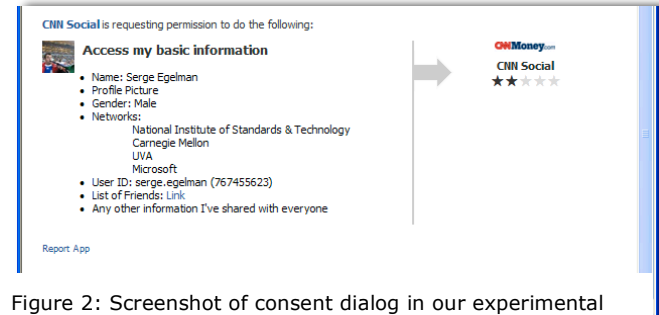 CNN Social is requesting permission to do the following:
Access my basic information
• Name: Serge Egelman
• Profile Picture
• Gender: Male
• Networks:
National Institute of Standards & Technology
Carnegie Mellon
UVA
Microsoft
• User ID: serge.egelman (767455623)
• List of Friends: Link
• Any other information I've shared with everyone
CNNMoney.com
CNN Social
★★★★★
Report App
Figure 2: Screenshot of consent dialog in our experimental